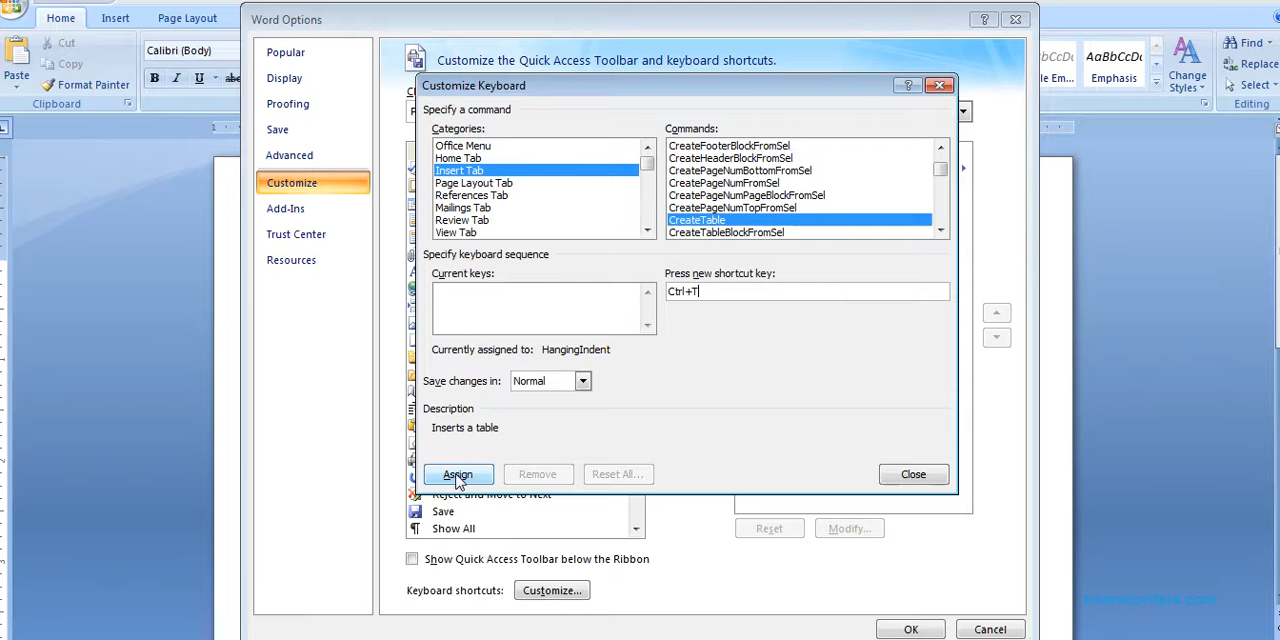 Word Options
Home Insert Page Layout
Cut
Copy
Paste Format Painter
Clipboard
Calibri (Body)
B I U abe
Popular
Display
Proofing
Save
Advanced
Customize
Add-Ins
Trust Center
Resources
Customize the Quick Access Toolbar and keyboard shortcuts.
Customize Keyboard
Specify a command
Categories: Commands:
Office Menu
Home Tab
Insert Tab
Page Layout Tab
References Tab
Mailings Tab
Review Tab
View Tab
CreateFooterBlockFromSel
CreateHeaderBlockFromSel
CreatePageNumBottomFromSel
CreatePageNumFromSel
CreatePageNumPageBlockFromSel
CreatePageNumTopFromSel
CreateTable
CreateTableBlockFromSel
Specify keyboard sequence
Current keys: Press new shortcut key:
Ctrl+T
Currently assigned to: HangingIndent
Save changes in: Normal
Description
Inserts a table
Assign Remove Reset All... Close
Reject and Move to Next
Save
Show All
Reset Modify...
Show Quick Access Toolbar below the Ribbon
Keyboard shortcuts: Customize...
OK Cancel
AaBbCcDc
Emphasis
Change
Styles
Find
Replace
Select
Editing